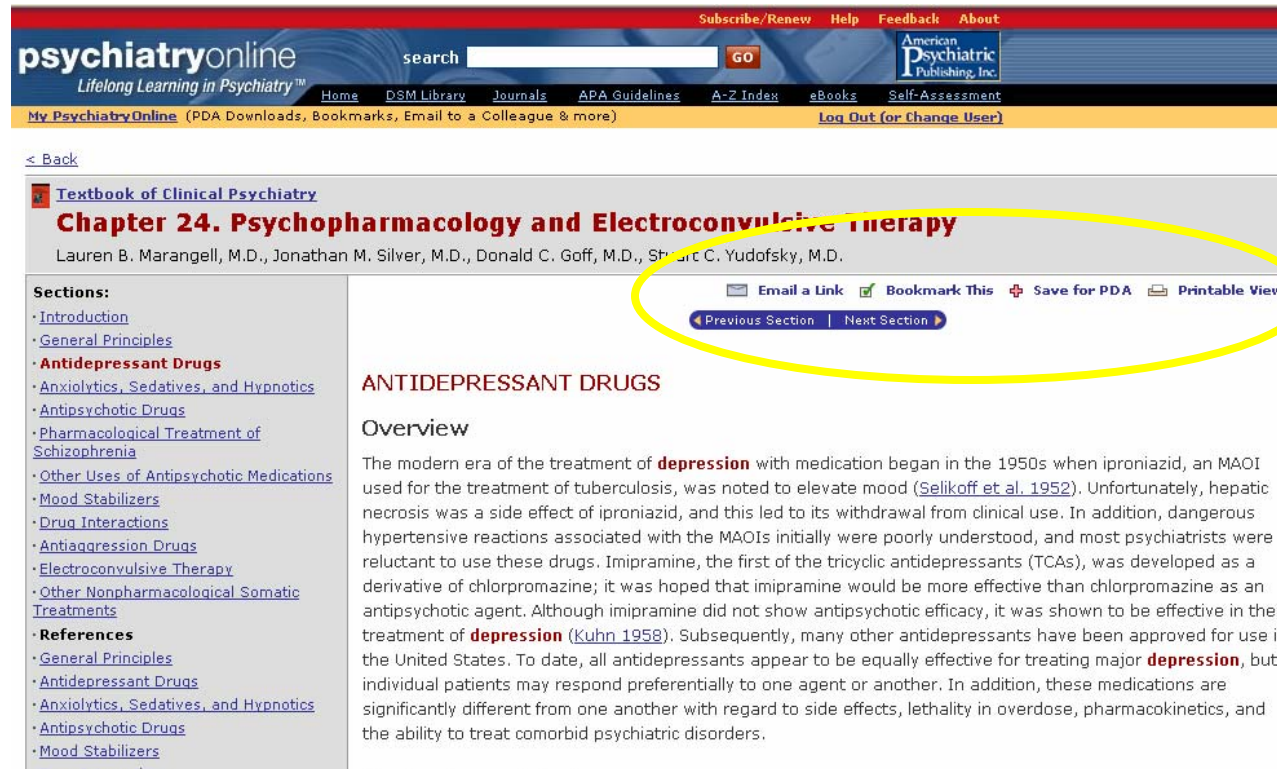 Subscribe/Renew Help Feedback About
psychiatryonline
Lifelong Learning in Psychiatry™
search GO
American
Psychiatric
Publishing, Inc.
Home DSM Library Journals APA Guidelines A-Z Index eBooks Self-Assessment
My PsychiatryOnline (PDA Downloads, Bookmarks, Email to a Colleague & more) Log Out (or Change User)
< Back
Textbook of Clinical Psychiatry
Chapter 24. Psychopharmacology and Electroconvulsive Therapy
Lauren B. Marangell, M.D., Jonathan M. Silver, M.D., Donald C. Goff, M.D., Stuart C. Yudofsky, M.D.
Sections:
· Introduction
· General Principles
· Antidepressant Drugs
· Anxiolytics, Sedatives, and Hypnotics
· Antipsychotic Drugs
· Pharmacological Treatment of
Schizophrenia
· Other Uses of Antipsychotic Medications
· Mood Stabilizers
· Drug Interactions
· Antiaggression Drugs
· Electroconvulsive Therapy
· Other Nonpharmacological Somatic
Treatments
· References
· General Principles
· Antidepressant Drugs
· Anxiolytics, Sedatives, and Hypnotics
· Antipsychotic Drugs
· Mood Stabilizers
Email a Link Bookmark This Save for PDA Printable View
Previous Section | Next Section
ANTIDEPRESSANT DRUGS
Overview
The modern era of the treatment of depression with medication began in the 1950s when iproniazid, an MAOI
used for the treatment of tuberculosis, was noted to elevate mood (Selikoff et al. 1952). Unfortunately, hepatic
necrosis was a side effect of iproniazid, and this led to its withdrawal from clinical use. In addition, dangerous
hypertensive reactions associated with the MAOIs initially were poorly understood, and most psychiatrists were
reluctant to use these drugs. Imipramine, the first of the tricyclic antidepressants (TCAs), was developed as a
derivative of chlorpromazine; it was hoped that imipramine would be more effective than chlorpromazine as an
antipsychotic agent. Although imipramine did not show antipsychotic efficacy, it was shown to be effective in the
treatment of depression (Kuhn 1958). Subsequently, many other antidepressants have been approved for use i
the United States. To date, all antidepressants appear to be equally effective for treating major depression, but
individual patients may respond preferentially to one agent or another. In addition, these medications are
significantly different from one another with regard to side effects, lethality in overdose, pharmacokinetics, and
the ability to treat comorbid psychiatric disorders.